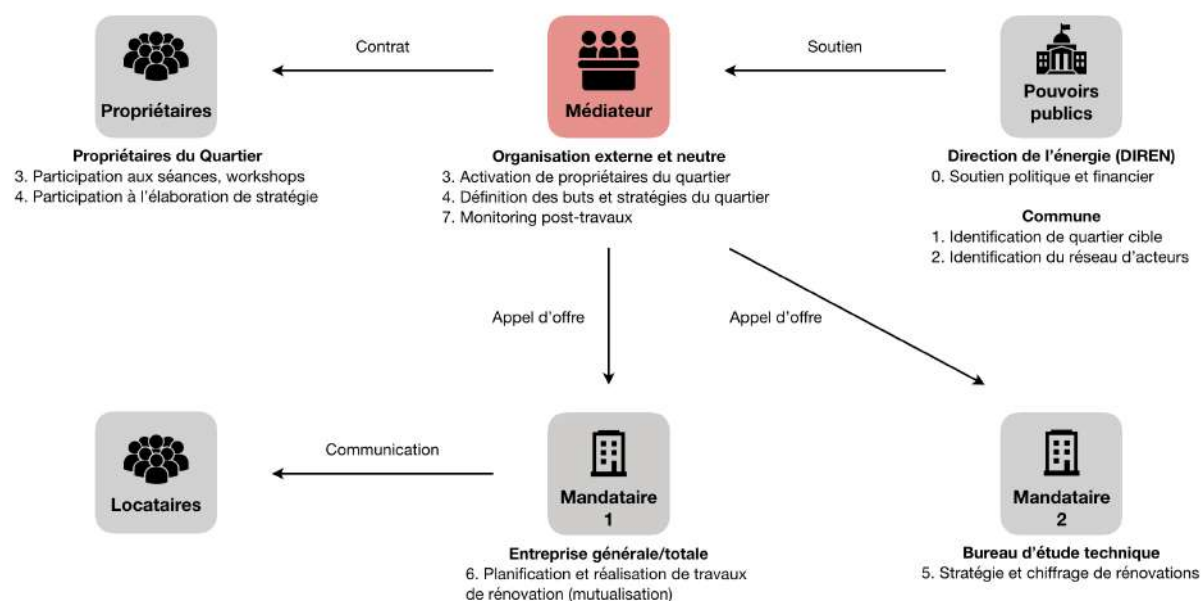 Contrat
Soutien
Propriétaires
Médiateur
Pouvoirs
publics
Propriétaires du Quartier
3. Participation aux séances, workshops
4. Participation à l'élaboration de stratégie
Organisation externe et neutre
3. Activation de propriétaires du quartier
4. Définition des buts et stratégies du quartier
7. Monitoring post-travaux
Direction de l'énergie (DIREN)
0. Soutien politique et financier
Commune
1. Identification de quartier cible
2. Identification du réseau d'acteurs
Appel d'offre
Appel d'offre
Communication
Locataires
Mandataire
1
Mandataire
2
Entreprise générale/totale
6. Planification et réalisation de travaux
de rénovation (mutualisation)
Bureau d'étude technique
5. Stratégie et chiffrage de rénovations